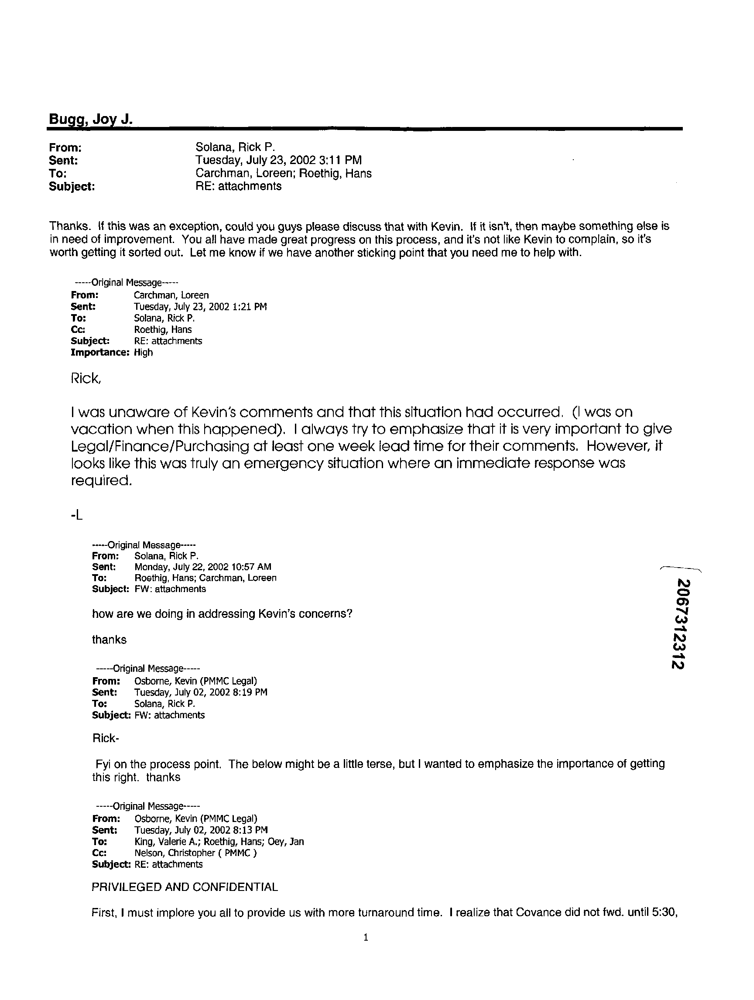 Bugg, Joy J.
From: Solana, Rick P.
Sent: Tuesday, July 23, 2002 3:11 PM
To: Carchman, Loreen; Roethig, Hans
Subject: RE: attachments
Thanks. If this was an exception, could you guys please discuss that with Kevin. If it isn't, then maybe something else is
in need of improvement. You all have made great progress on this process, and it's not like Kevin to complain, so it's
worth getting it sorted out. Let me know if we have another sticking point that you need me to help with.
-----Original Message-----
From: Carchman, Loreen
Sent: Tuesday, July 23, 2002 1:21 PM
To: Solana, Rick P.
Cc: Roethig, Hans
Subject: RE: attachments
Importance: High
Rick,
I was unaware of Kevin's comments and that this situation had occurred. (I was on
vacation when this happened). I always try to emphasize that it is very important to give
Legal/Finance/Purchasing at least one week lead time for their comments. However, it
looks like this was truly an emergency situation where an immediate response was
required.
-L
-----Original Message-----
From: Solana, Rick P.
Sent: Monday, July 22, 2002 10:57 AM
To: Roethig, Hans; Carchman, Loreen
Subject: FW: attachments
how are we doing in addressing Kevin's concerns?
thanks
-----Original Message-----
From: Osborne, Kevin (PMMC Legal)
Sent: Tuesday, July 02, 2002 8:19 PM
To: Solana, Rick P.
Subject: FW: attachments
Rick-
Fyi on the process point. The below might be a little terse, but I wanted to emphasize the importance of getting
this right. thanks
-----Original Message-----
From: Osborne, Kevin (PMMC Legal)
Sent: Tuesday, July 02, 2002 8:13 PM
To: King, Valerie A.; Roethig, Hans; Oey, Jan
Cc: Nelson, Christopher ( PMMC )
Subject: RE: attachments
PRIVILEGED AND CONFIDENTIAL
First, I must implore you all to provide us with more turnaround time. I realize that Covance did not fwd. until 5:30,
1
2067312312